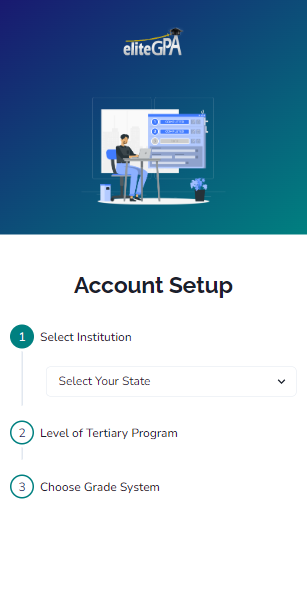 eliteGPA
Account Setup
1 Select Institution
Select Your State
2 Level of Tertiary Program
3 Choose Grade System